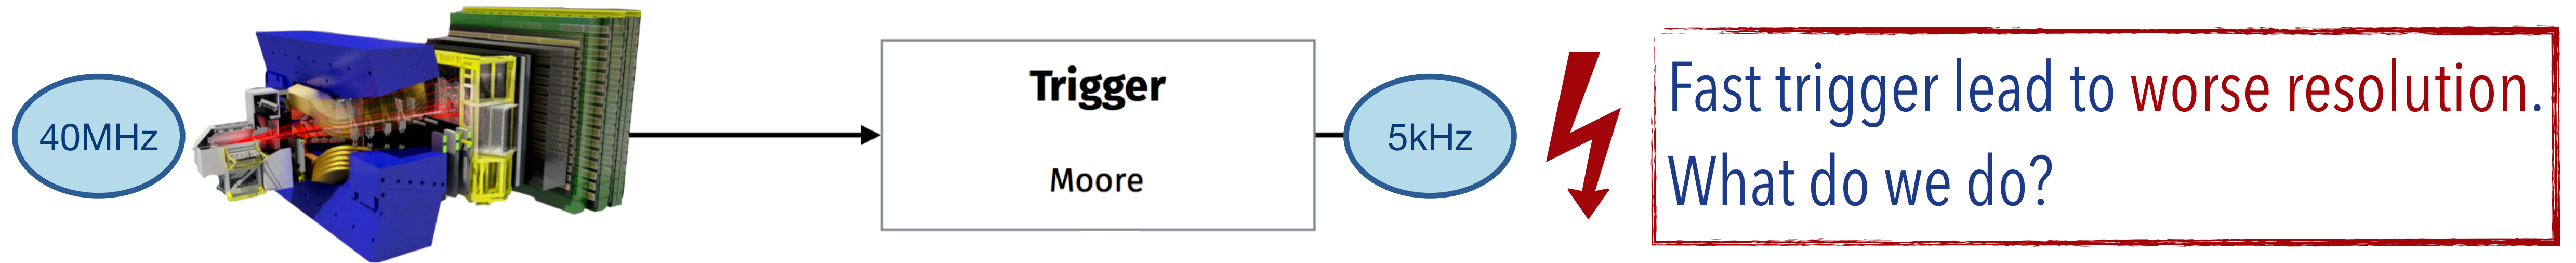 40MHz
Trigger
Moore
5kHz
Fast trigger lead to worse resolution.
What do we do?